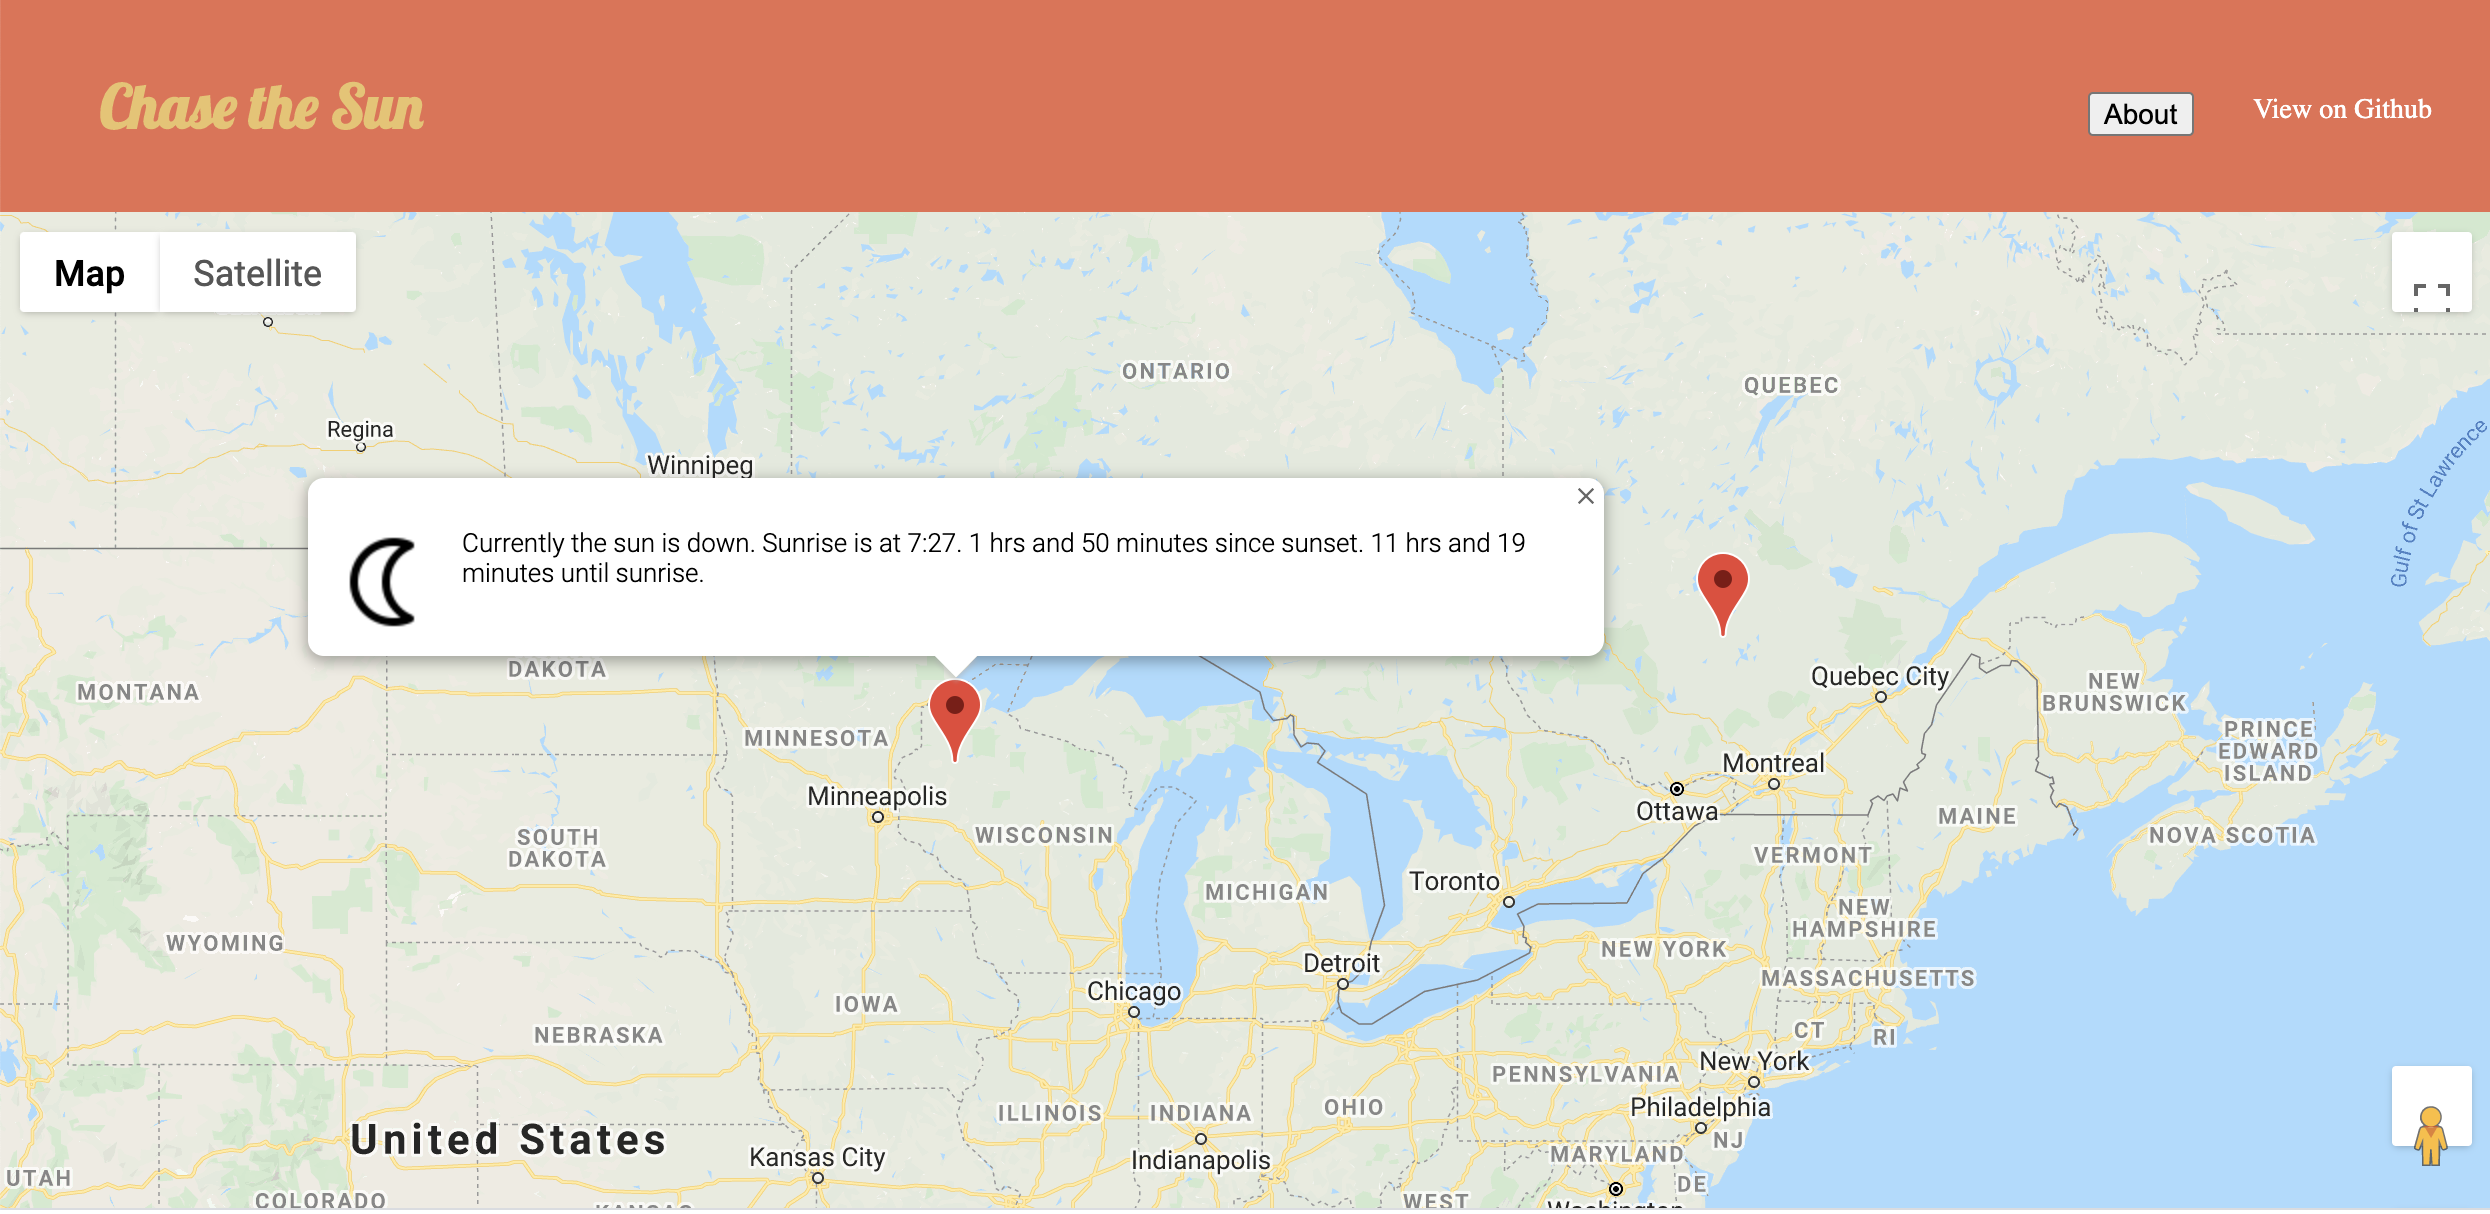 Chase the Sun
About
View on Github
Map
Satellite
ONTARIO
QUEBEC
Regina
Winnipeg
Gulf of St Lawrence
Currently the sun is down. Sunrise is at 7:27. 1 hrs and 50 minutes since sunset. 11 hrs and 19
minutes until sunrise.
DAKOTA
MONTANA
Quebec City
NEW
BRUNSWICK
PRINCE
EDWARD
ISLAND
MINNESOTA
Montreal
Minneapolis
Ottawa
MAINE
SOUTH
DAKOTA
WISCONSIN
NOVA SCOTIA
VERMONT
Toronto
MICHIGAN
NEW
HAMPSHIRE
WYOMING
NEW YORK
Detroit
MASSACHUSETTS
Chicago
IOWA
NEBRASKA
CT
RI
New York
PENNSYLVANIA
Philadelphia
ILLINOIS
INDIANA
OHIO
NJ
United States
Kansas City
Indianapolis
MARYLAND
UTAH
DE
COLORADO
WEST
KANSAS
Washington